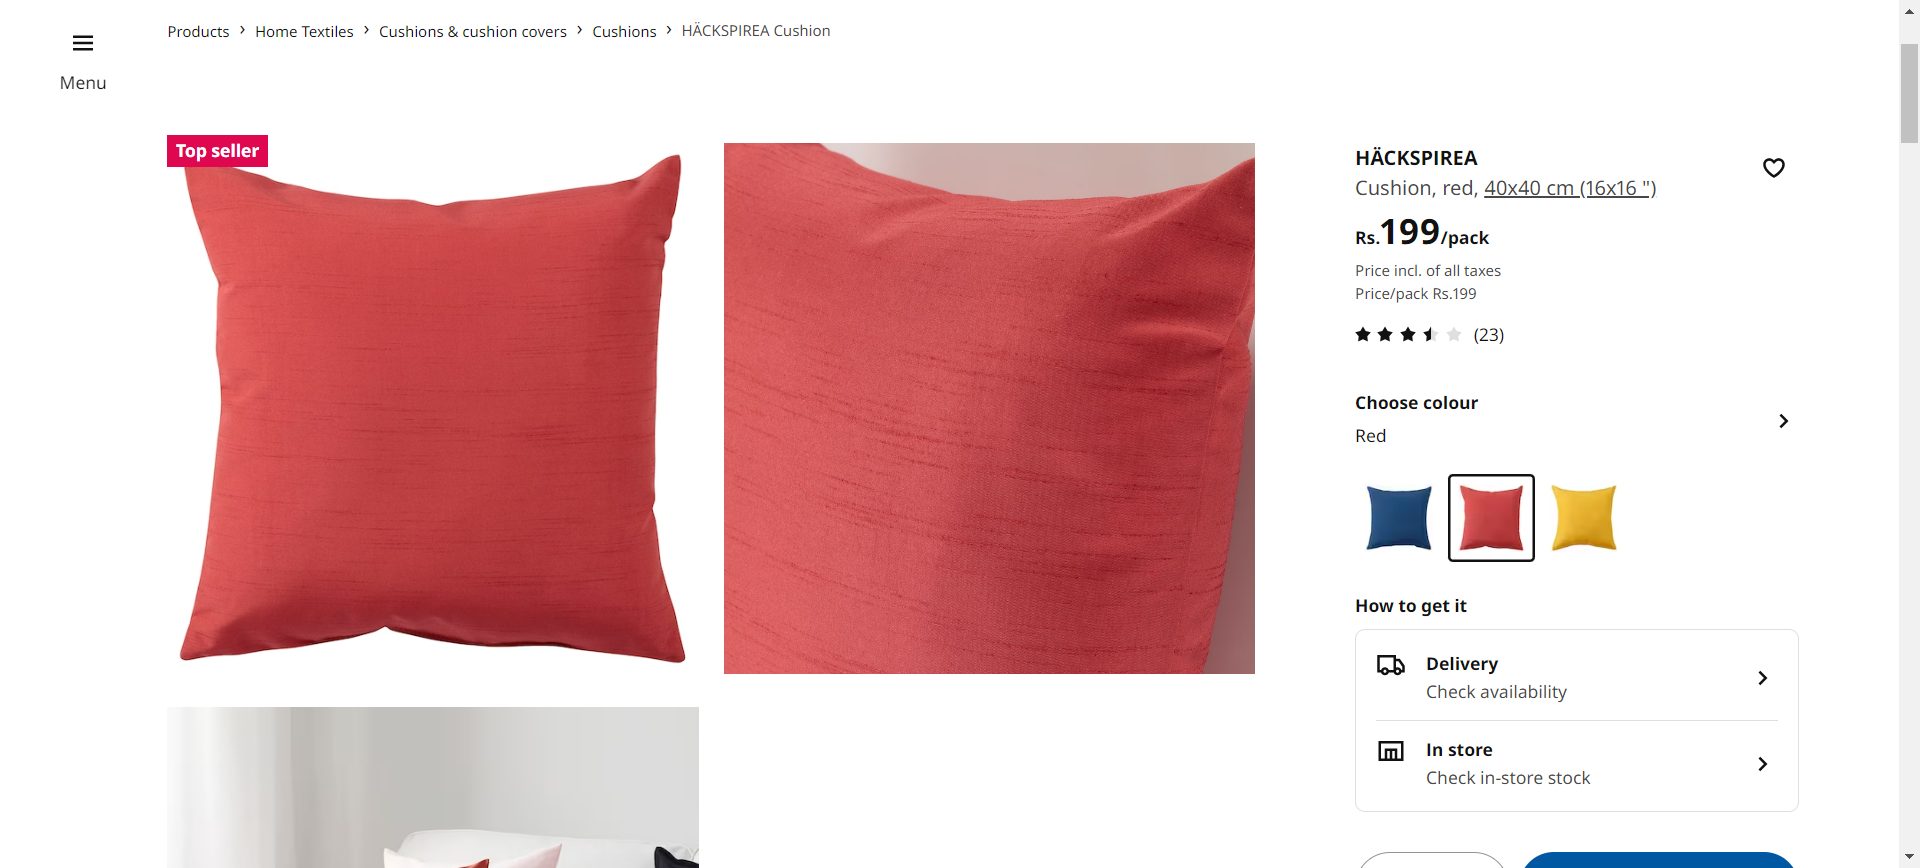 Menu
Products › Home Textiles › Cushions & cushion covers › Cushions › HÄCKSPIREA Cushion
Top seller
HÄCKSPIREA
Cushion, red, 40x40 cm (16x16 ")
Rs.199/pack
Price incl. of all taxes
Price/pack Rs.199
(23)
Choose colour
Red
How to get it
Delivery
Check availability
In store
Check in-store stock